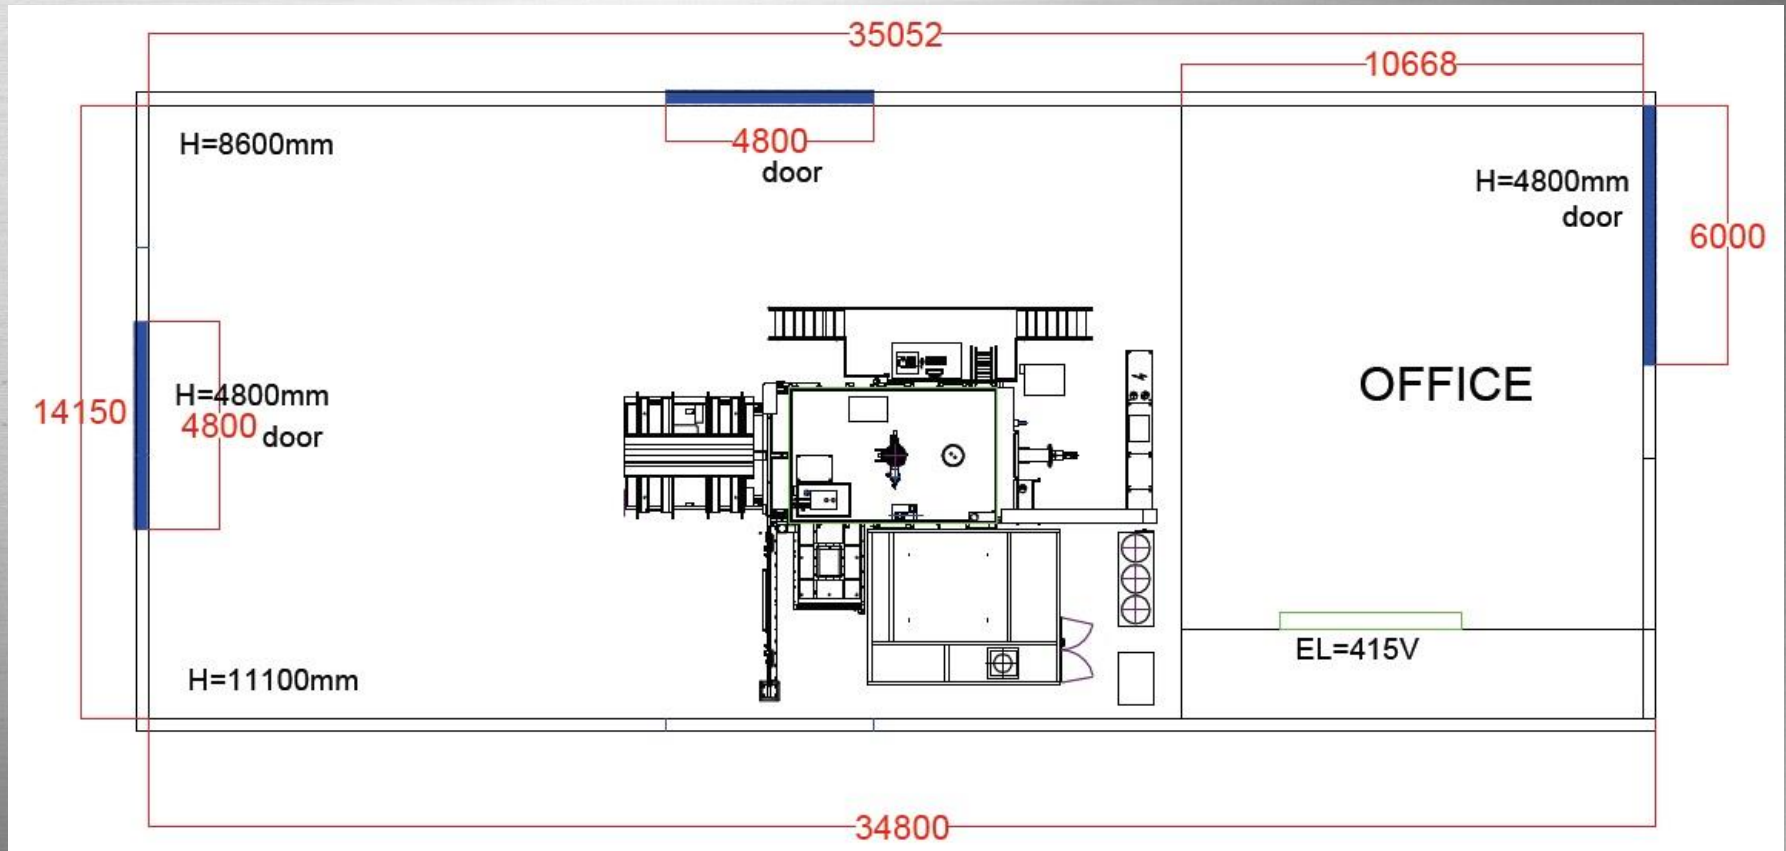 35052
10668
H=8600mm
4800
door
H=4800mm
door
6000
14150
H=4800mm
4800
door
OFFICE
EL=415V
H=11100mm
34800